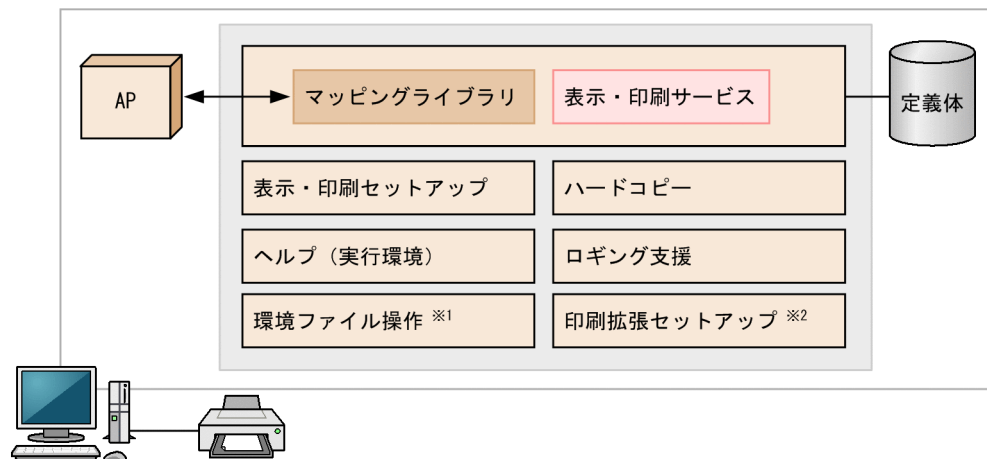 AP
マッピングライブラリ
表示・印刷サービス
定義体
表示・印刷セットアップ
ハードコピー
ヘルプ（実行環境）
ロギング支援
環境ファイル操作 ※1
印刷拡張セットアップ ※2